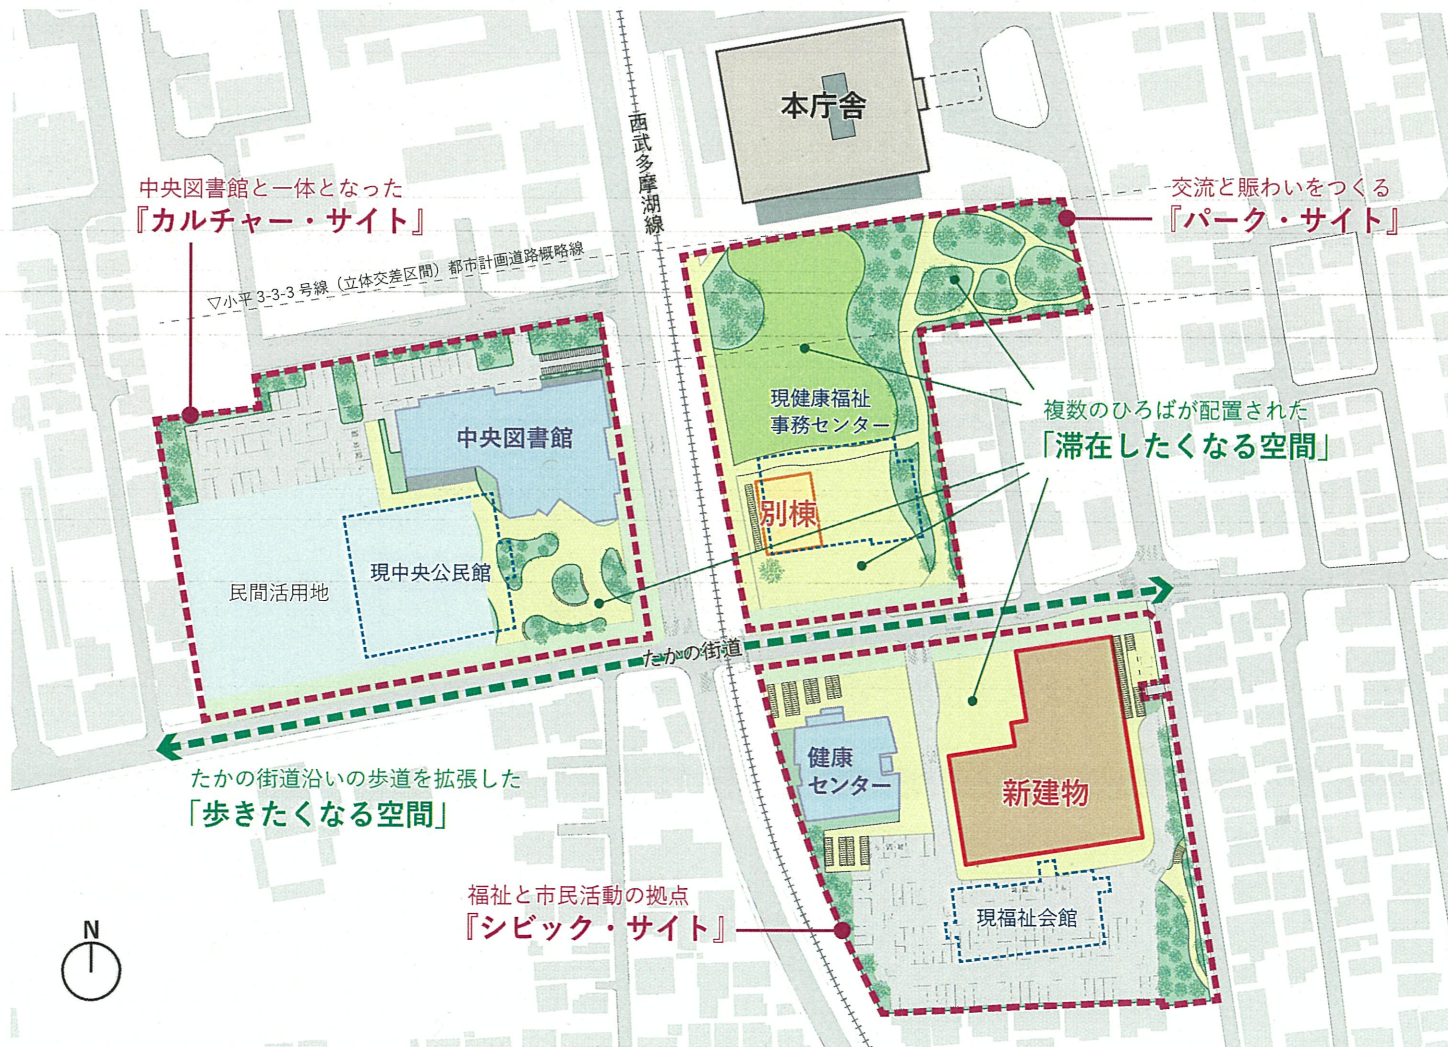 本庁舎
西武多摩湖線
中央図書館と一体となった
『カルチャー・サイト』
交流と賑わいをつくる
『パーク・サイト』
▽小平 3-3-3 号線（立体交差区間）都市計画道路概略線
現健康福祉
事務センター
複数のひろばが配置された
「滞在したくなる空間」
中央図書館
別棟
現中央公民館
民間活用地
たかの街道
健康
センター
新建物
たかの街道沿いの歩道を拡張した
「歩きたくなる空間」
福祉と市民活動の拠点
『シビック・サイト』
現福祉会館
N